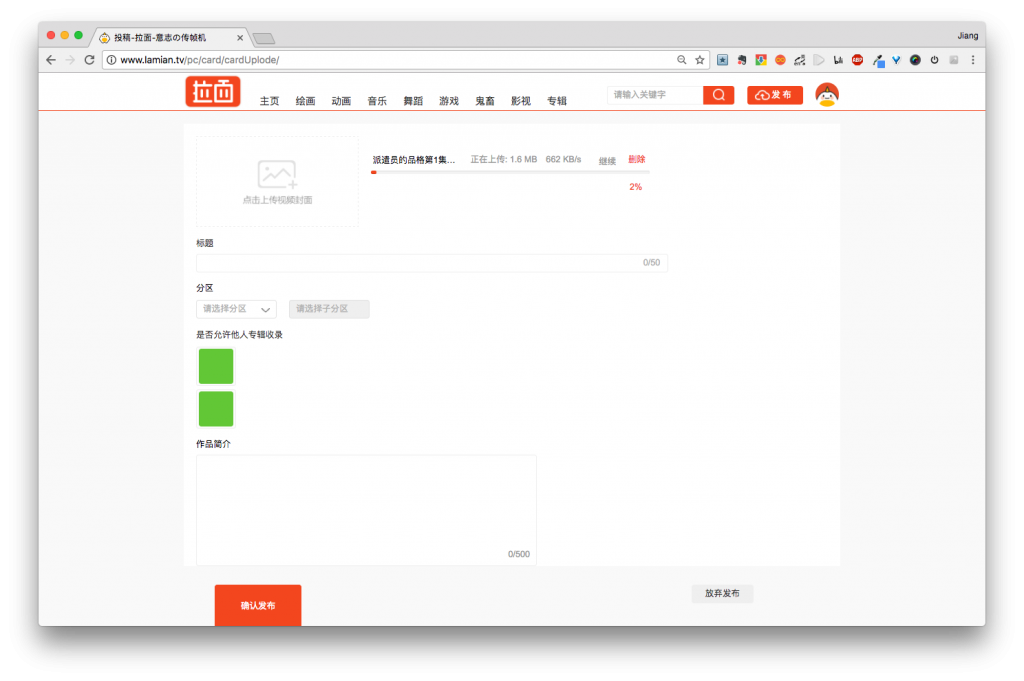 投稿-拉面-意志の传帧机
Jiang
www.lamian.tv/pc/card/cardUplode/
拉面
主页 绘画 动画 音乐 舞蹈 游戏 鬼畜 影视 专辑
请输入关键字
发布
点击上传视频封面
派遣员的品格第1集... 正在上传: 1.6 MB 662 KB/s 继续 删除
2%
标题
0/50
分区
请选择分区 请选择子分区
是否允许他人专辑收录
作品简介
0/500
确认发布 放弃发布